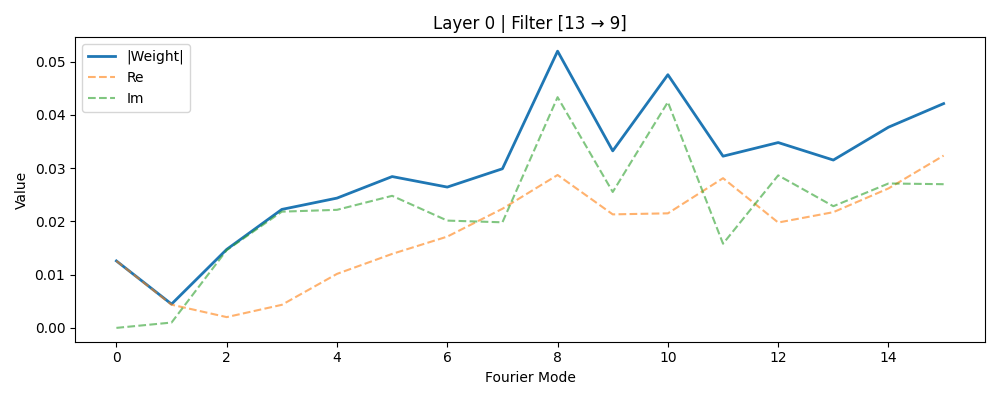 Layer 0 | Filter [13 → 9]
|Weight|
Re
Im
0.05
0.04
0.03
0.02
0.01
0.00
Value
0 2 4 6 8 10 12 14
Fourier Mode